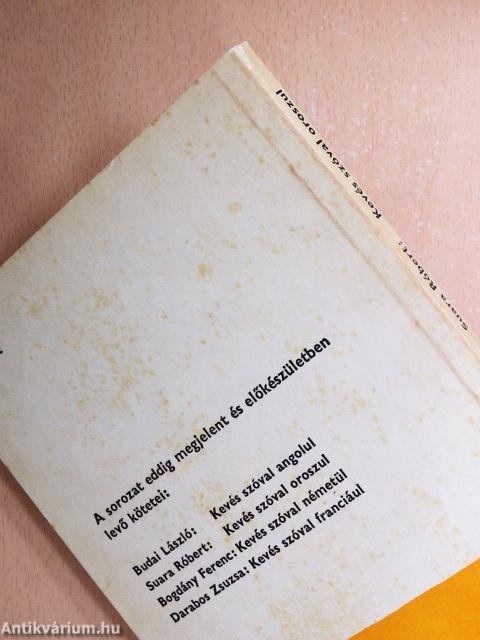 Suara Róbert: Kevés szóval oroszul
A sorozat eddig megjelent és előkészületben
levő kötetei:
Budai László: Kevés szóval angolul
Suara Róbert: Kevés szóval oroszul
Bogdány Ferenc: Kevés szóval németül
Darabos Zsuzsa: Kevés szóval franciául
Antikvárium.hu